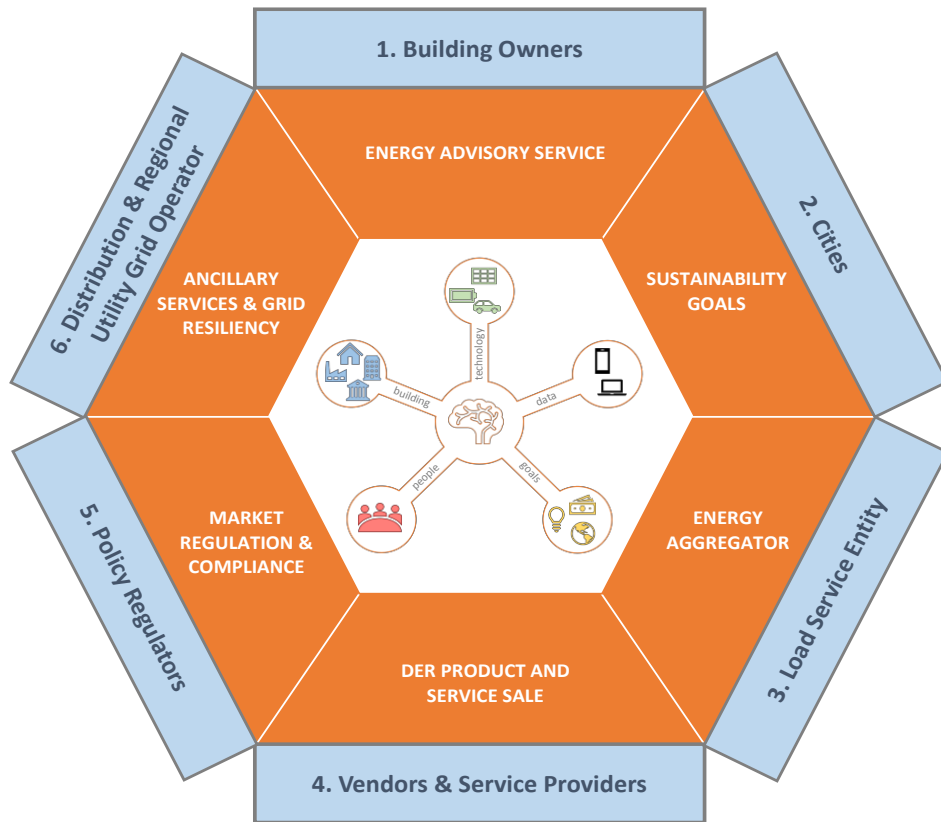 1. Building Owners
ENERGY ADVISORY SERVICE
2. Cities
SUSTAINABILITY
GOALS
3. Load Service Entity
ENERGY
AGGREGATOR
4. Vendors & Service Providers
DER PRODUCT AND
SERVICE SALE
5. Policy Regulators
MARKET
REGULATION &
COMPLIANCE
6. Distribution & Regional
Utility Grid Operator
ANCILLARY
SERVICES & GRID
RESILIENCY
technology
data
goals
people
building